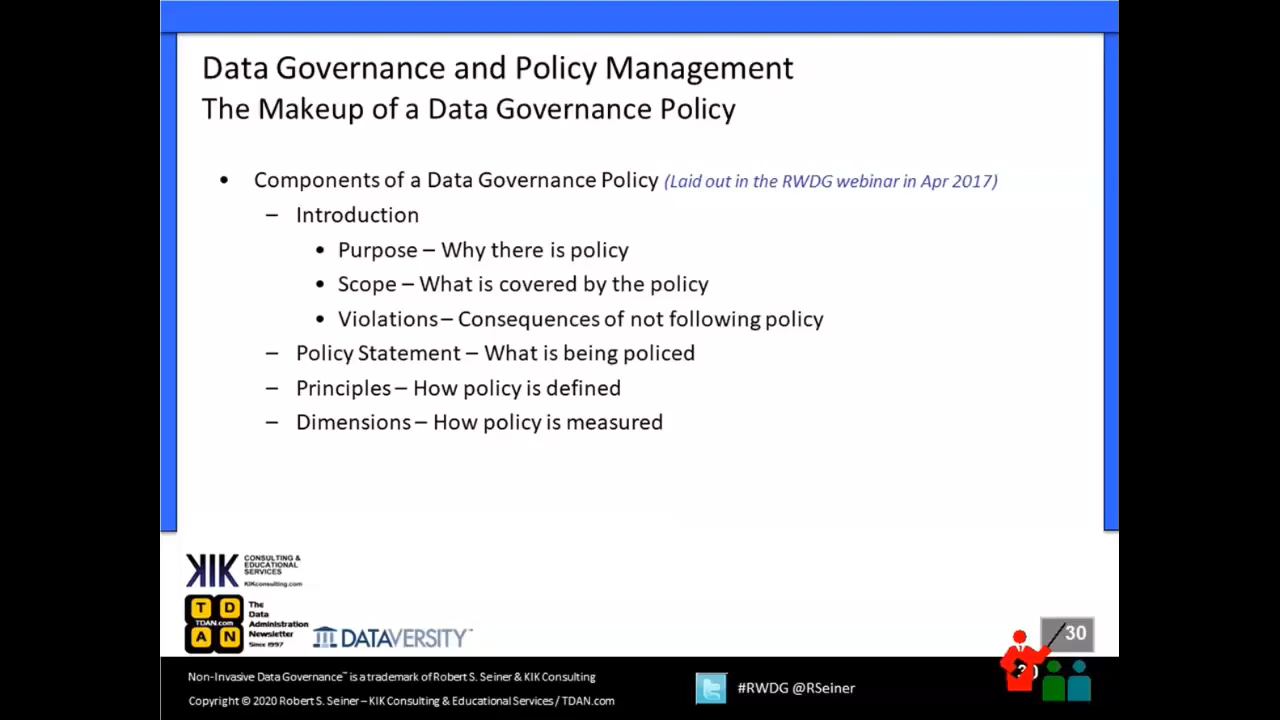 Data Governance and Policy Management
The Makeup of a Data Governance Policy
• Components of a Data Governance Policy (Laid out in the RWDG webinar in Apr 2017)
– Introduction
• Purpose – Why there is policy
• Scope – What is covered by the policy
• Violations – Consequences of not following policy
– Policy Statement – What is being policed
– Principles – How policy is defined
– Dimensions – How policy is measured
KIK CONSULTING &
EDUCATIONAL
SERVICES
KIKconsulting.com
T D
TDAN.com
A N
The
Data
Administration
Newsletter
Since 1997
DATAVERSITY™
30
30
Non-Invasive Data Governance™ is a trademark of Robert S. Seiner & KIK Consulting
Copyright © 2020 Robert S. Seiner – KIK Consulting & Educational Services / TDAN.com
#RWDG @RSeiner